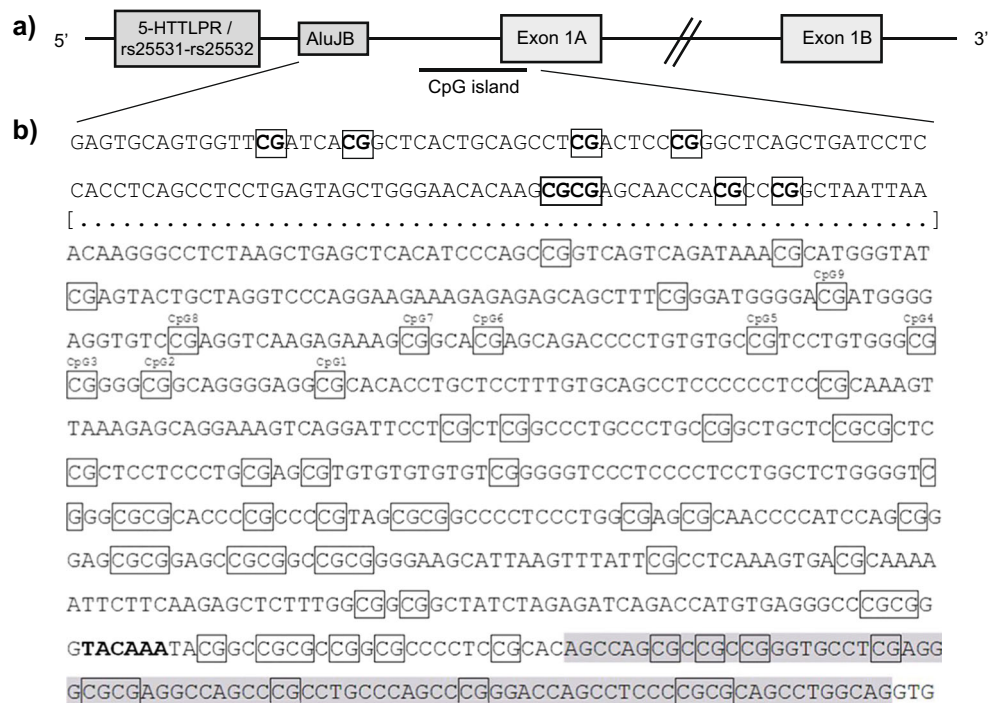 a)
5'
5-HTTLPR /
rs25531-rs25532
AluJB
Exon 1A
Exon 1B
3'
CpG island
b)
GAGTGCAGTGGTTCGATCACGGCTCACTGCAGCCTCGACTCCCGGGCTCAGCTGATCCTC
CACCTCAGCCTCCTGAGTAGCTGGGAACACAAGCGCGAGCAACCACGCCCGGCTAATTAA
[............................................................]
ACAAGGGCCTCTAAGCTGAGCTCACATCCCAGCCGGTCAGTCAGATAAACGCATGGGTAT
CpG9
CGAGTACTGCTAGGTCCCAGGAAGAAAGAGAGAGCAGCTTTCGGGATGGGGACGATGGGG
CpG8 CpG7 CpG6 CpG5 CpG4
AGGTGTCCGAGGTCAAGAGAAAGCGGCACGAGCAGACCCCTGTGTGCCGTCCTGTGGGCG
CpG3 CpG2 CpG1
CGGGGCGGCAGGGGAGGCGCACACCTGCTCCTTTGTGCAGCCTCCCCCCTCCCGCAAAGT
TAAAGAGCAGGAAAGTCAGGATTCCTCGCTCGGCCCTGCCCTGCCGGCTGCTCCGCGCTC
CGCTCCTCCCTGCGAGCGTGTGTGTGTGTCGGGGGTCCCTCCCCTCCTGGCTCTGGGGTC
GGGCGCGCACCCCGCCCCGTAGCGCGGCCCCTCCCTGGCGAGCGCAACCCCATCCAGCGG
GAGCGCGGAGCCGCGGCCGCGGGGAAGCATTAAGTTTATTCGCCTCAAAGTGACGCAAAA
ATTCTTCAAGAGCTCTTTGGCGGCGGCTATCTAGAGATCAGACCATGTGAGGGCCCGCGG
GTACAAATACGGCCGCGCCGGCGCCCCTCCGCACAGCCAGCGCCGCCGGGTGCCTCGAGG
GCGCGAGGCCAGCCCGCCTGCCCAGCCCGGGACCAGCCTCCCCGCGCAGCCTGGCAGGTG